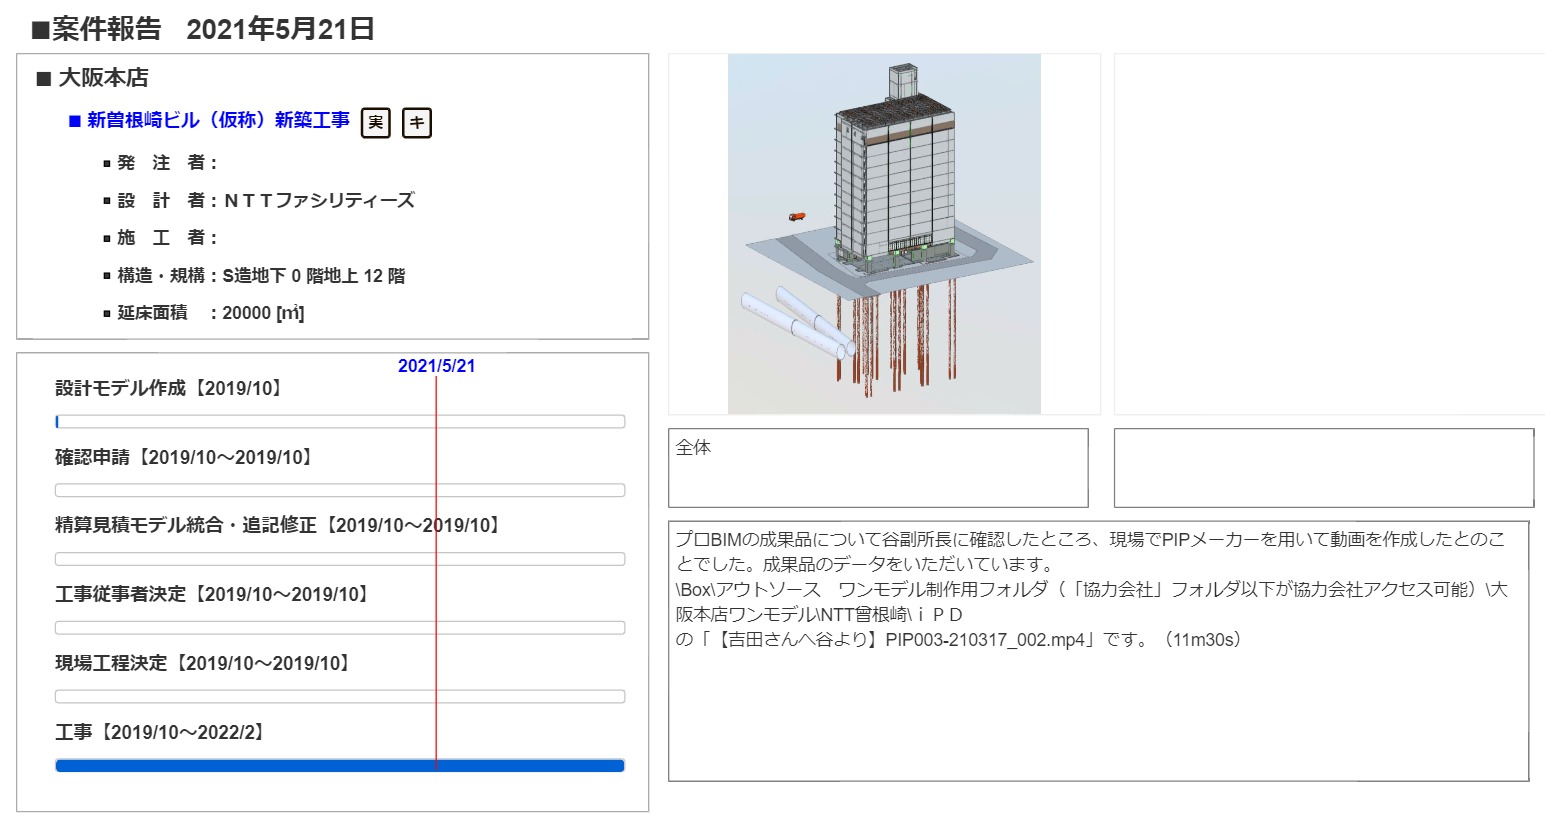 ■案件報告　2021年5月21日
■ 大阪本店
■ 新曽根崎ビル（仮称）新築工事 実 キ
▪ 発　注　者：
▪ 設　計　者：ＮＴＴファシリティーズ
▪ 施　工　者：
▪ 構造・規構：S造地下 0 階地上 12 階
▪ 延床面積　：20000 [㎡]
2021/5/21
設計モデル作成【2019/10】
確認申請【2019/10～2019/10】
精算見積モデル統合・追記修正【2019/10～2019/10】
工事従事者決定【2019/10～2019/10】
現場工程決定【2019/10～2019/10】
工事【2019/10～2022/2】
全体
プロBIMの成果品について谷副所長に確認したところ、現場でPIPメーカーを用いて動画を作成したとのこ
とでした。成果品のデータをいただいています。
\Box\アウトソース　ワンモデル制作用フォルダ（「協力会社」フォルダ以下が協力会社アクセス可能）\大
阪本店ワンモデル\NTT曾根崎\ｉＰＤ
の「【吉田さんへ谷より】PIP003-210317_002.mp4」です。（11m30s）